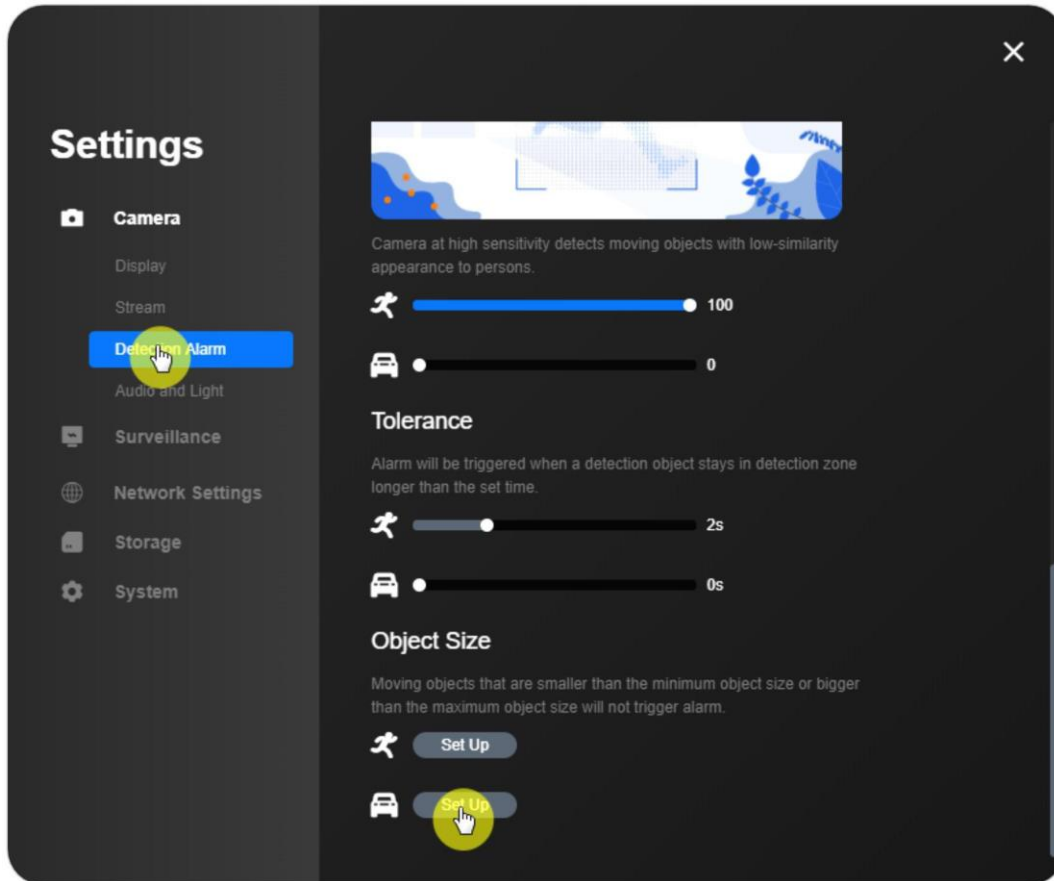 Settings
Camera
Display
Stream
Detection Alarm
Audio and Light
Surveillance
Network Settings
Storage
System
Camera at high sensitivity detects moving objects with low-similarity
appearance to persons.
100
0
Tolerance
Alarm will be triggered when a detection object stays in detection zone
longer than the set time.
2s
0s
Object Size
Moving objects that are smaller than the minimum object size or bigger
than the maximum object size will not trigger alarm.
Set Up
Set Up